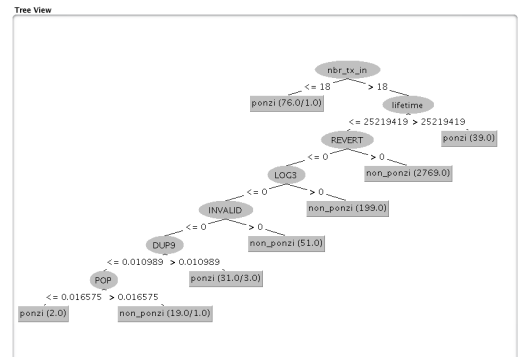 Tree View
nbr_tx_in
<= 18 > 18
ponzi (76.0/1.0)
lifetime
<= 25219419 > 25219419
REVERT
ponzi (39.0)
<= 0 > 0
LOG3
non_ponzi (2769.0)
<= 0 > 0
INVALID
non_ponzi (199.0)
<= 0 > 0
DUP9
non_ponzi (51.0)
<= 0.010989 > 0.010989
POP
ponzi (31.0/3.0)
<= 0.016575 > 0.016575
ponzi (2.0)
non_ponzi (19.0/1.0)